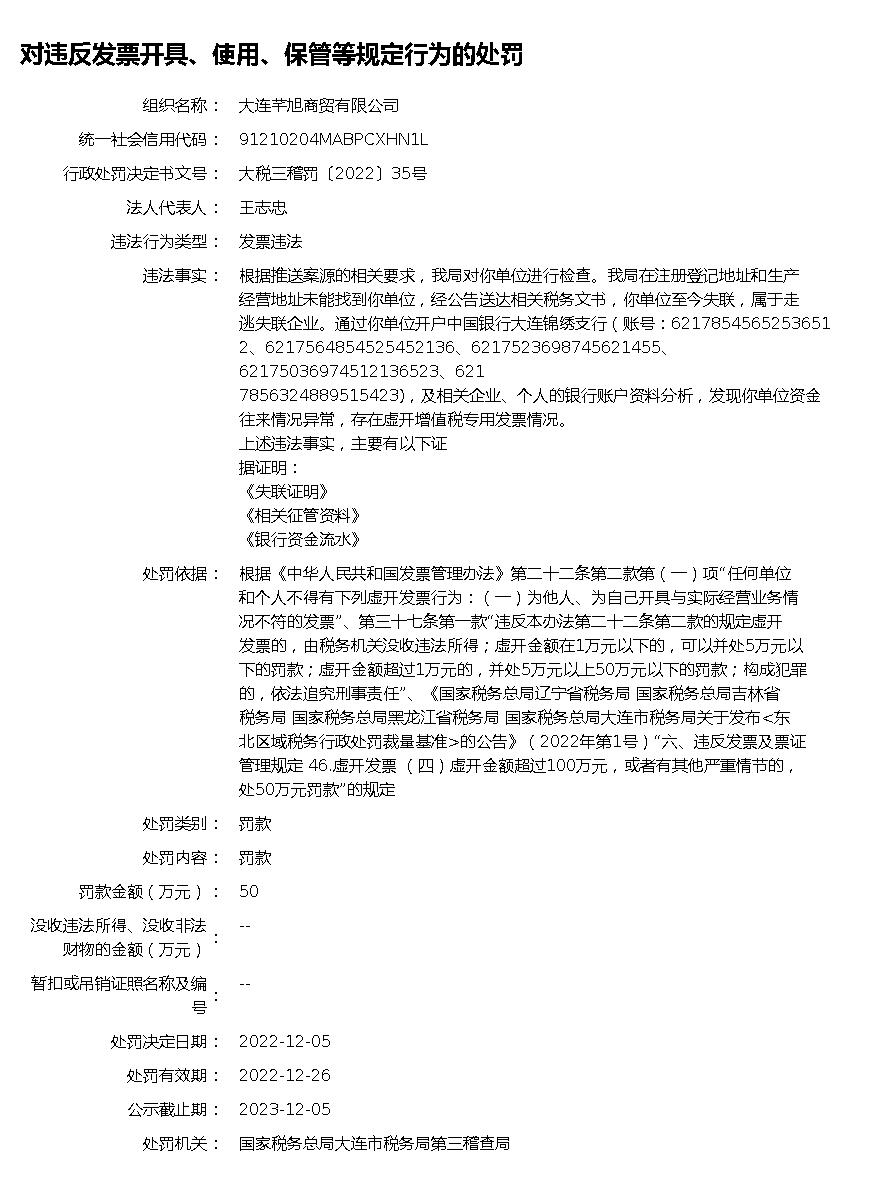 对违反发票开具、使用、保管等规定行为的处罚
组织名称： 大连芊旭商贸有限公司
统一社会信用代码： 91210204MABPCXHN1L
行政处罚决定书文号： 大税三稽罚〔2022〕35号
法人代表人： 王志忠
违法行为类型： 发票违法
违法事实： 根据推送案源的相关要求，我局对你单位进行检查。我局在注册登记地址和生产
经营地址未能找到你单位，经公告送达相关税务文书，你单位至今失联，属于走
逃失联企业。通过你单位开户中国银行大连锦绣支行（账号：6217854565253651
2、6217564854525452136、6217523698745621455、
62175036974512136523、621
7856324889515423)，及相关企业、个人的银行账户资料分析，发现你单位资金
往来情况异常，存在虚开增值税专用发票情况。
上述违法事实，主要有以下证
据证明：
《失联证明》
《相关征管资料》
《银行资金流水》
处罚依据： 根据《中华人民共和国发票管理办法》第二十二条第二款第（一）项“任何单位
和个人不得有下列虚开发票行为：（一）为他人、为自己开具与实际经营业务情
况不符的发票”、第三十七条第一款“违反本办法第二十二条第二款的规定虚开
发票的，由税务机关没收违法所得；虚开金额在1万元以下的，可以并处5万元以
下的罚款；虚开金额超过1万元的，并处5万元以上50万元以下的罚款；构成犯罪
的，依法追究刑事责任”、《国家税务总局辽宁省税务局 国家税务总局吉林省
税务局 国家税务总局黑龙江省税务局 国家税务总局大连市税务局关于发布<东
北区域税务行政处罚裁量基准>的公告》（2022年第1号）“六、违反发票及票证
管理规定 46.虚开发票 （四）虚开金额超过100万元，或者有其他严重情节的，
处50万元罚款”的规定
处罚类别： 罚款
处罚内容： 罚款
罚款金额（万元）： 50
没收违法所得、没收非法
财物的金额（万元）： --
暂扣或吊销证照名称及编
号： --
处罚决定日期： 2022-12-05
处罚有效期： 2022-12-26
公示截止期： 2023-12-05
处罚机关： 国家税务总局大连市税务局第三稽查局